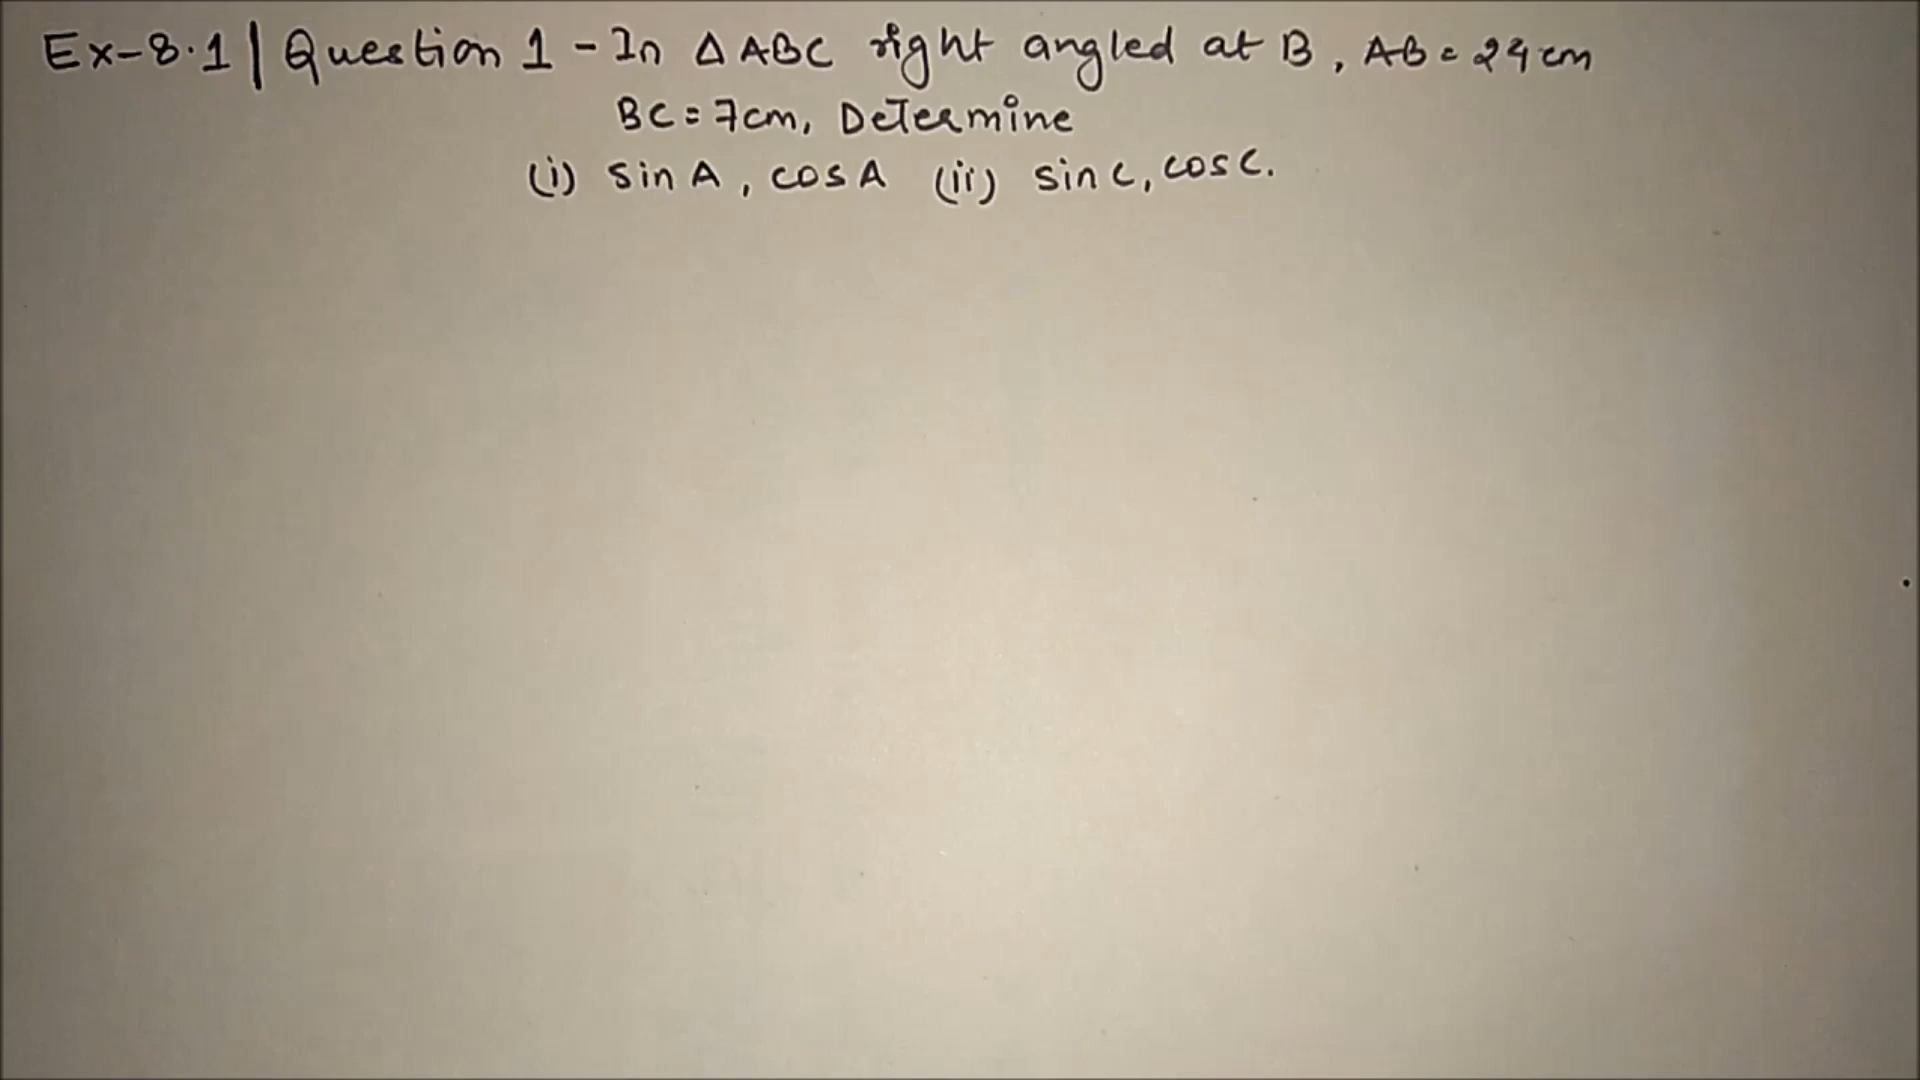 Ex-8.1 | Question 1 - In △ ABC right angled at B, AB = 24 cm
BC = 7cm, Determine
(i) sin A, cos A (ii) sin C, cos C.